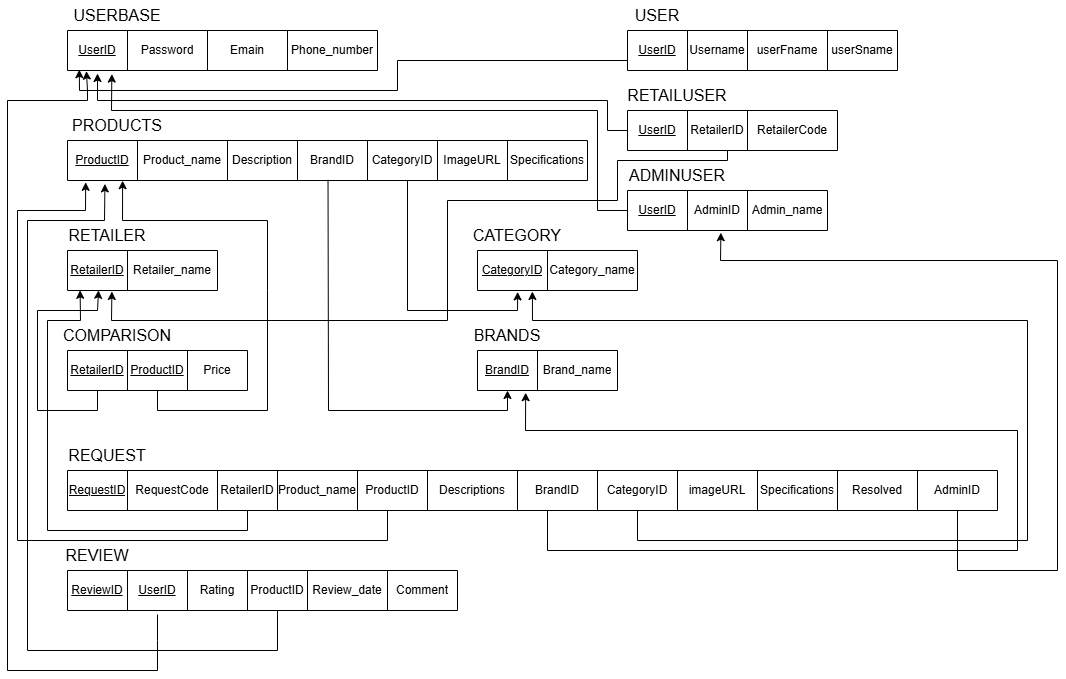 USERBASE
UserID Password Emain Phone_number
USER
UserID Username userFname userSname
RETAILUSER
UserID RetailerID RetailerCode
PRODUCTS
ProductID Product_name Description BrandID CategoryID ImageURL Specifications
ADMINUSER
UserID AdminID Admin_name
RETAILER
RetailerID Retailer_name
CATEGORY
CategoryID Category_name
COMPARISON
RetailerID ProductID Price
BRANDS
BrandID Brand_name
REQUEST
RequestID RequestCode RetailerID Product_name ProductID Descriptions BrandID CategoryID imageURL Specifications Resolved AdminID
REVIEW
ReviewID UserID Rating ProductID Review_date Comment